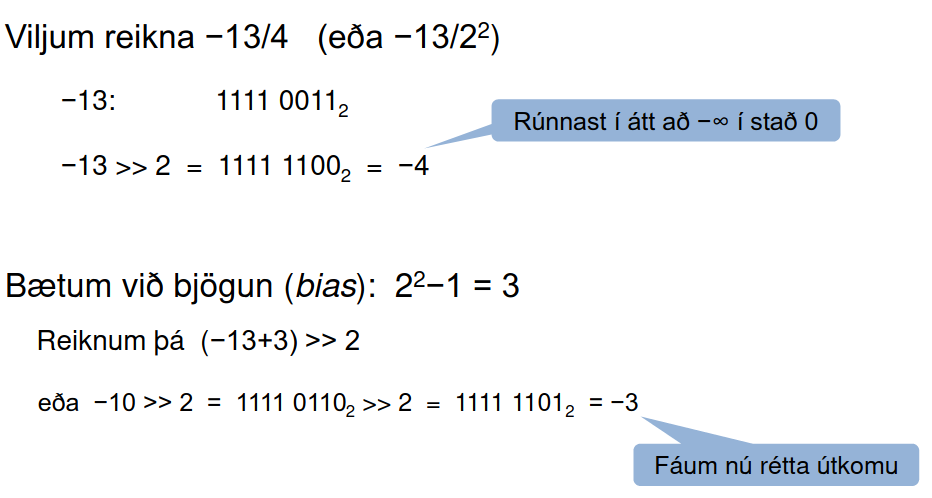 Viljum reikna −13/4 (eða −13/2²)
−13: 1111 0011₂
Rúnnast í átt að −∞ í stað 0
−13 >> 2 = 1111 1100₂ = −4
Bætum við bjögun (bias): 2²−1 = 3
Reiknum þá (−13+3) >> 2
eða −10 >> 2 = 1111 0110₂ >> 2 = 1111 1101₂ = −3
Fáum nú rétta útkomu